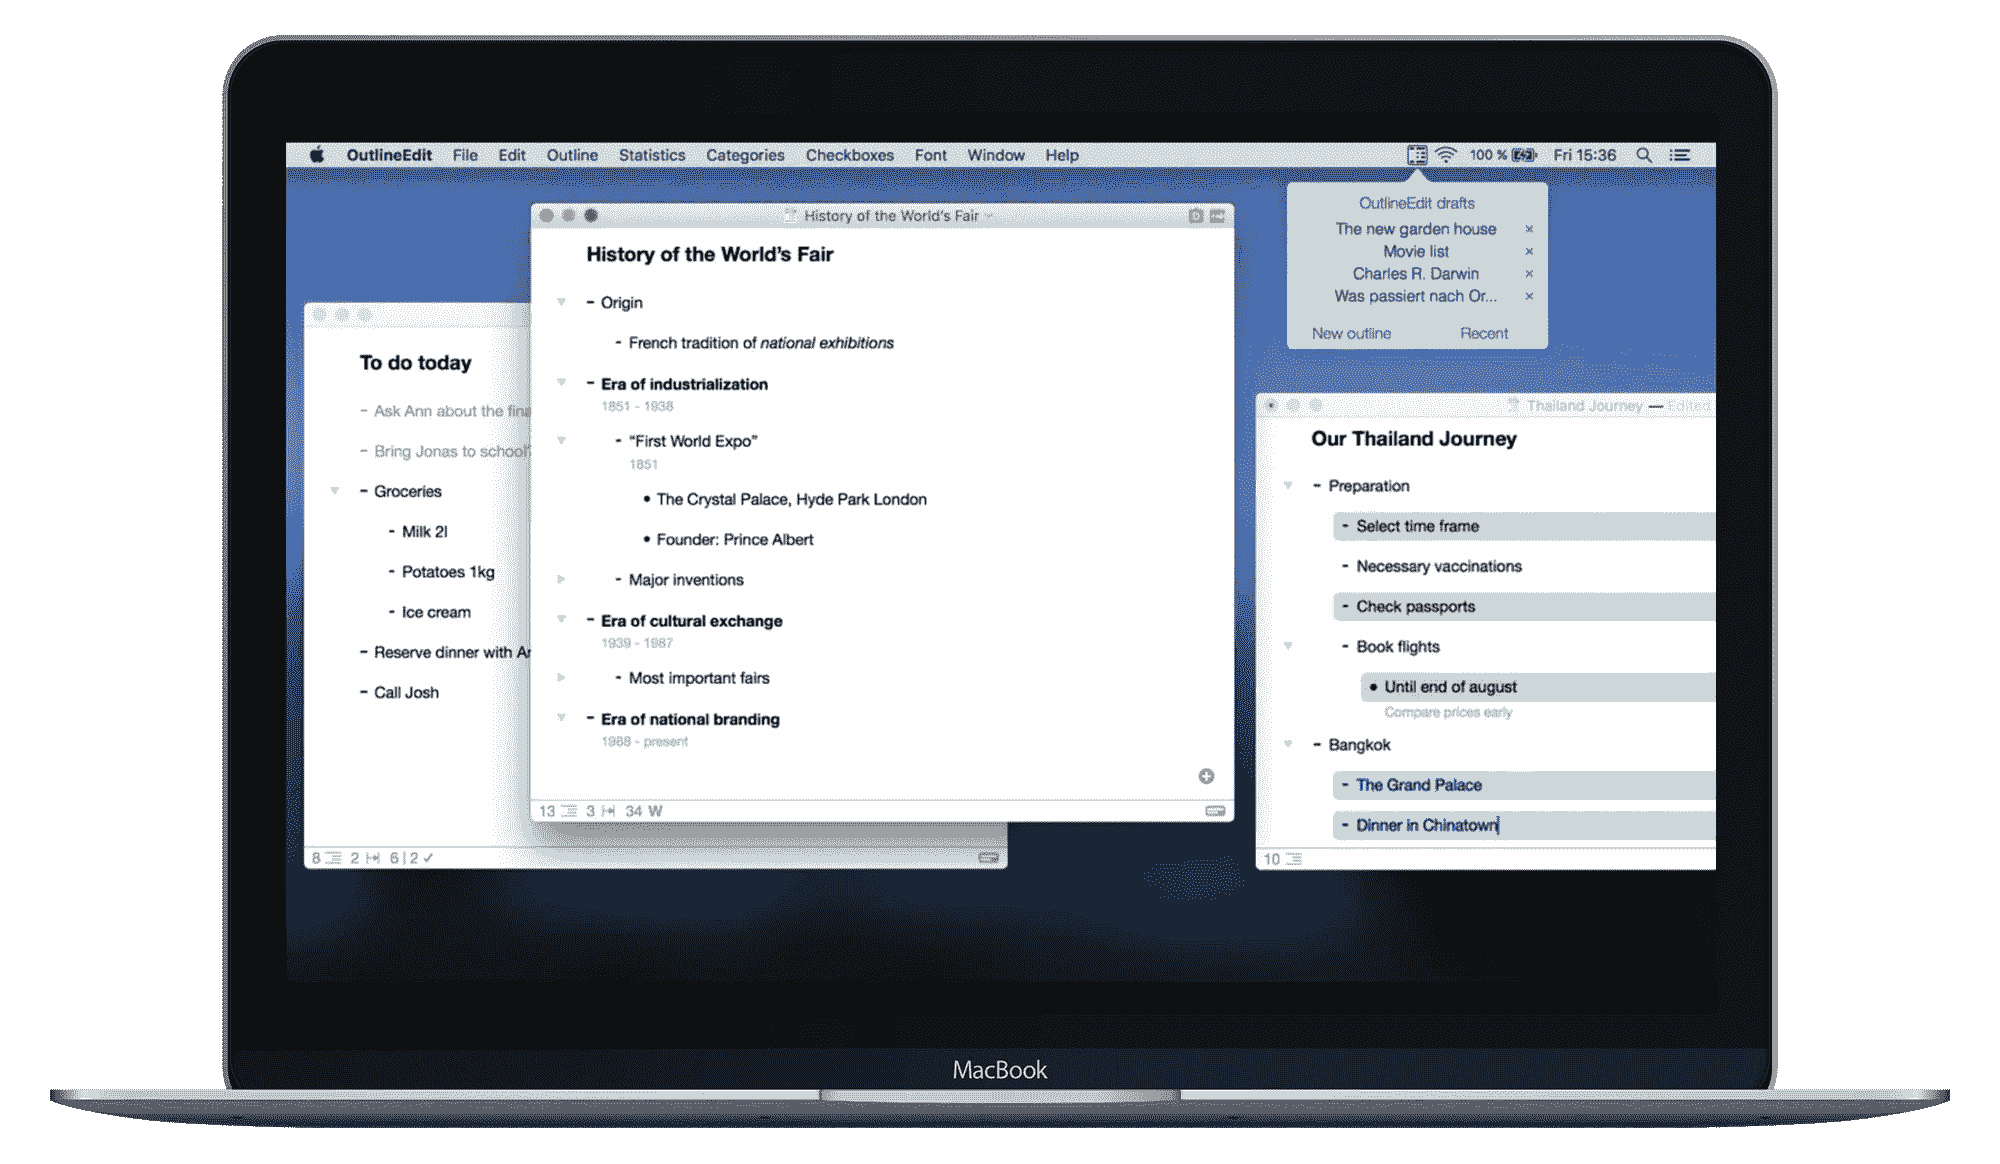 OutlineEdit File Edit Outline Statistics Categories Checkboxes Font Window Help 100 % Fri 15:36
OutlineEdit drafts
The new garden house ×
Movie list ×
Charles R. Darwin ×
Was passiert nach Or... ×
New outline Recent
To do today
- Ask Ann about the
- Bring Jonas to school
- Groceries
- Milk 2l
- Potatoes 1kg
- Ice cream
- Reserve dinner with
- Call Josh
8 2 6|2 ✓
History of the World's Fair
History of the World's Fair
- Origin
- French tradition of national exhibitions
- Era of industrialization
1851 - 1938
- “First World Expo”
1851
• The Crystal Palace, Hyde Park London
• Founder: Prince Albert
- Major inventions
- Era of cultural exchange
1939 - 1987
- Most important fairs
- Era of national branding
1988 - present
13 3 34 W
Thailand Journey — Edited
Our Thailand Journey
- Preparation
- Select time frame
- Necessary vaccinations
- Check passports
- Book flights
• Until end of august
Compare prices early
- Bangkok
- The Grand Palace
- Dinner in Chinatown
10
MacBook